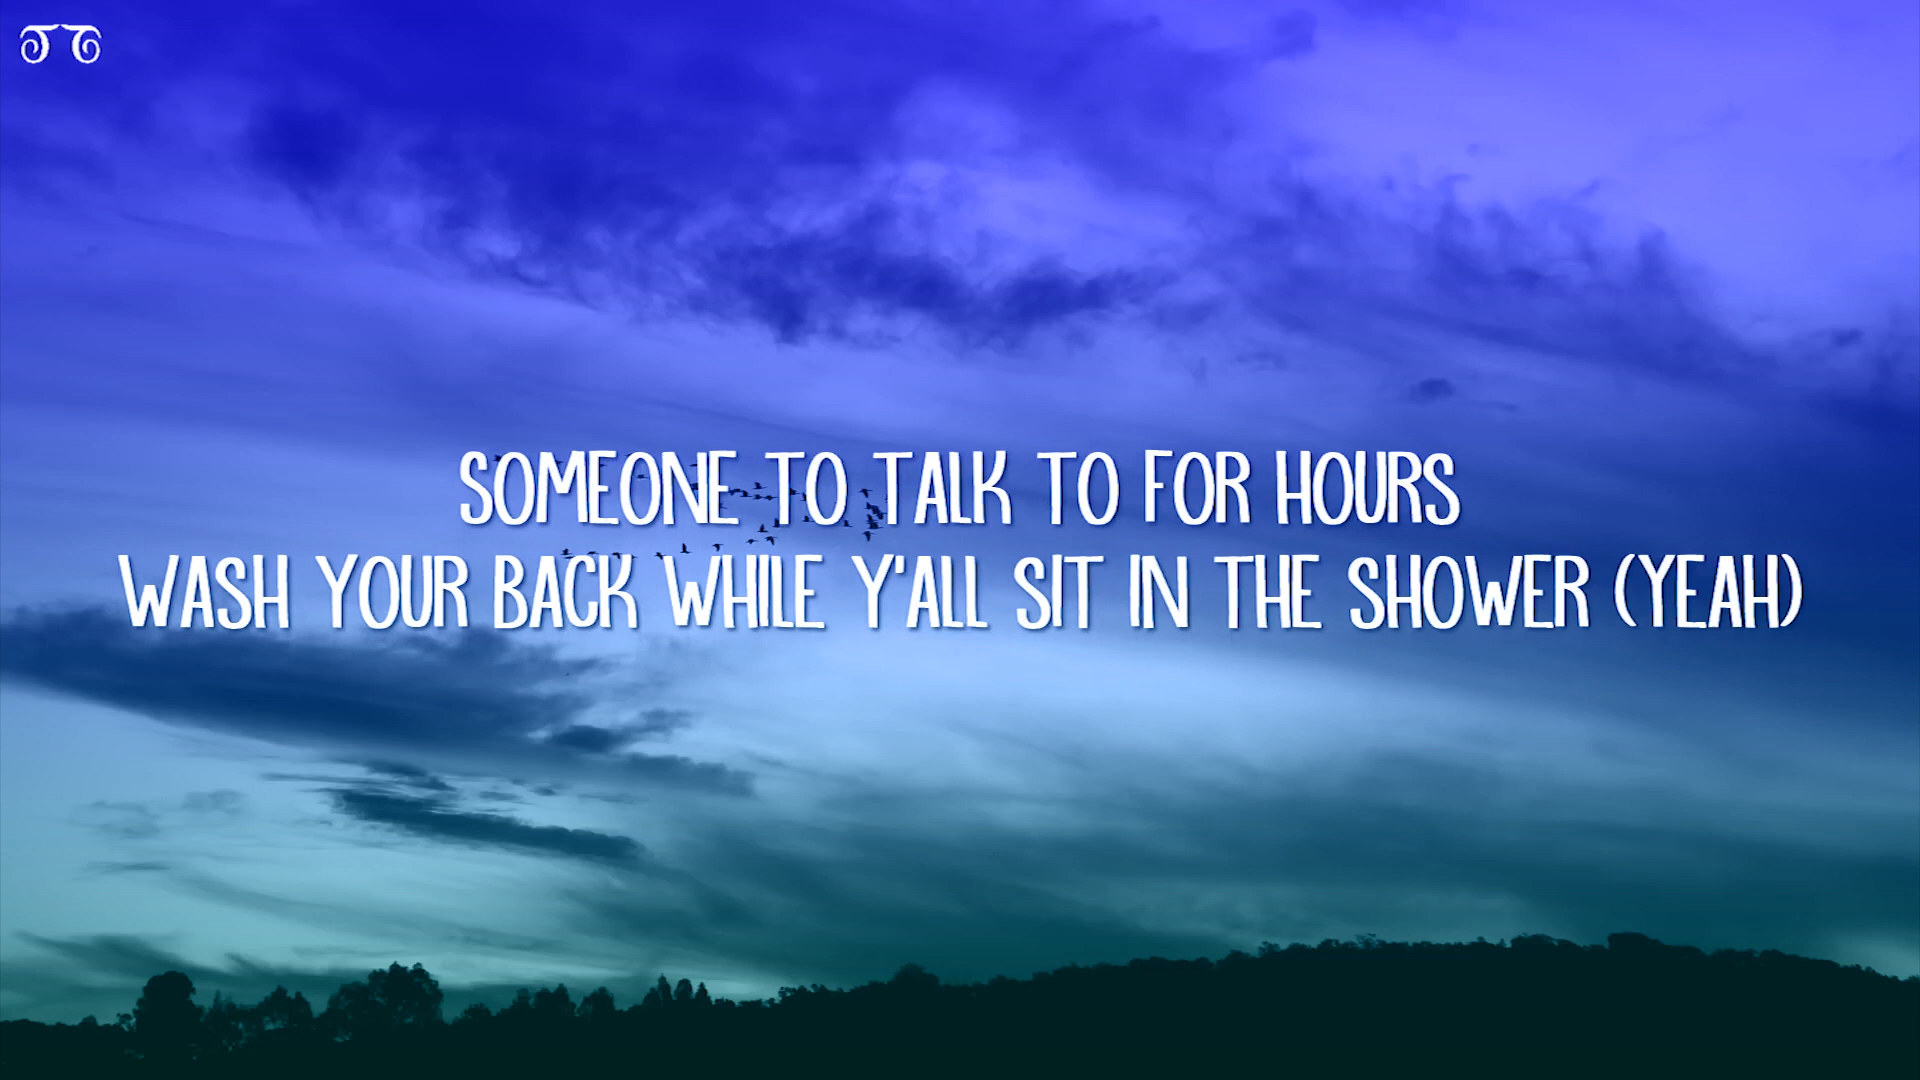 SOMEONE TO TALK TO FOR HOURS
WASH YOUR BACK WHILE Y'ALL SIT IN THE SHOWER (YEAH)